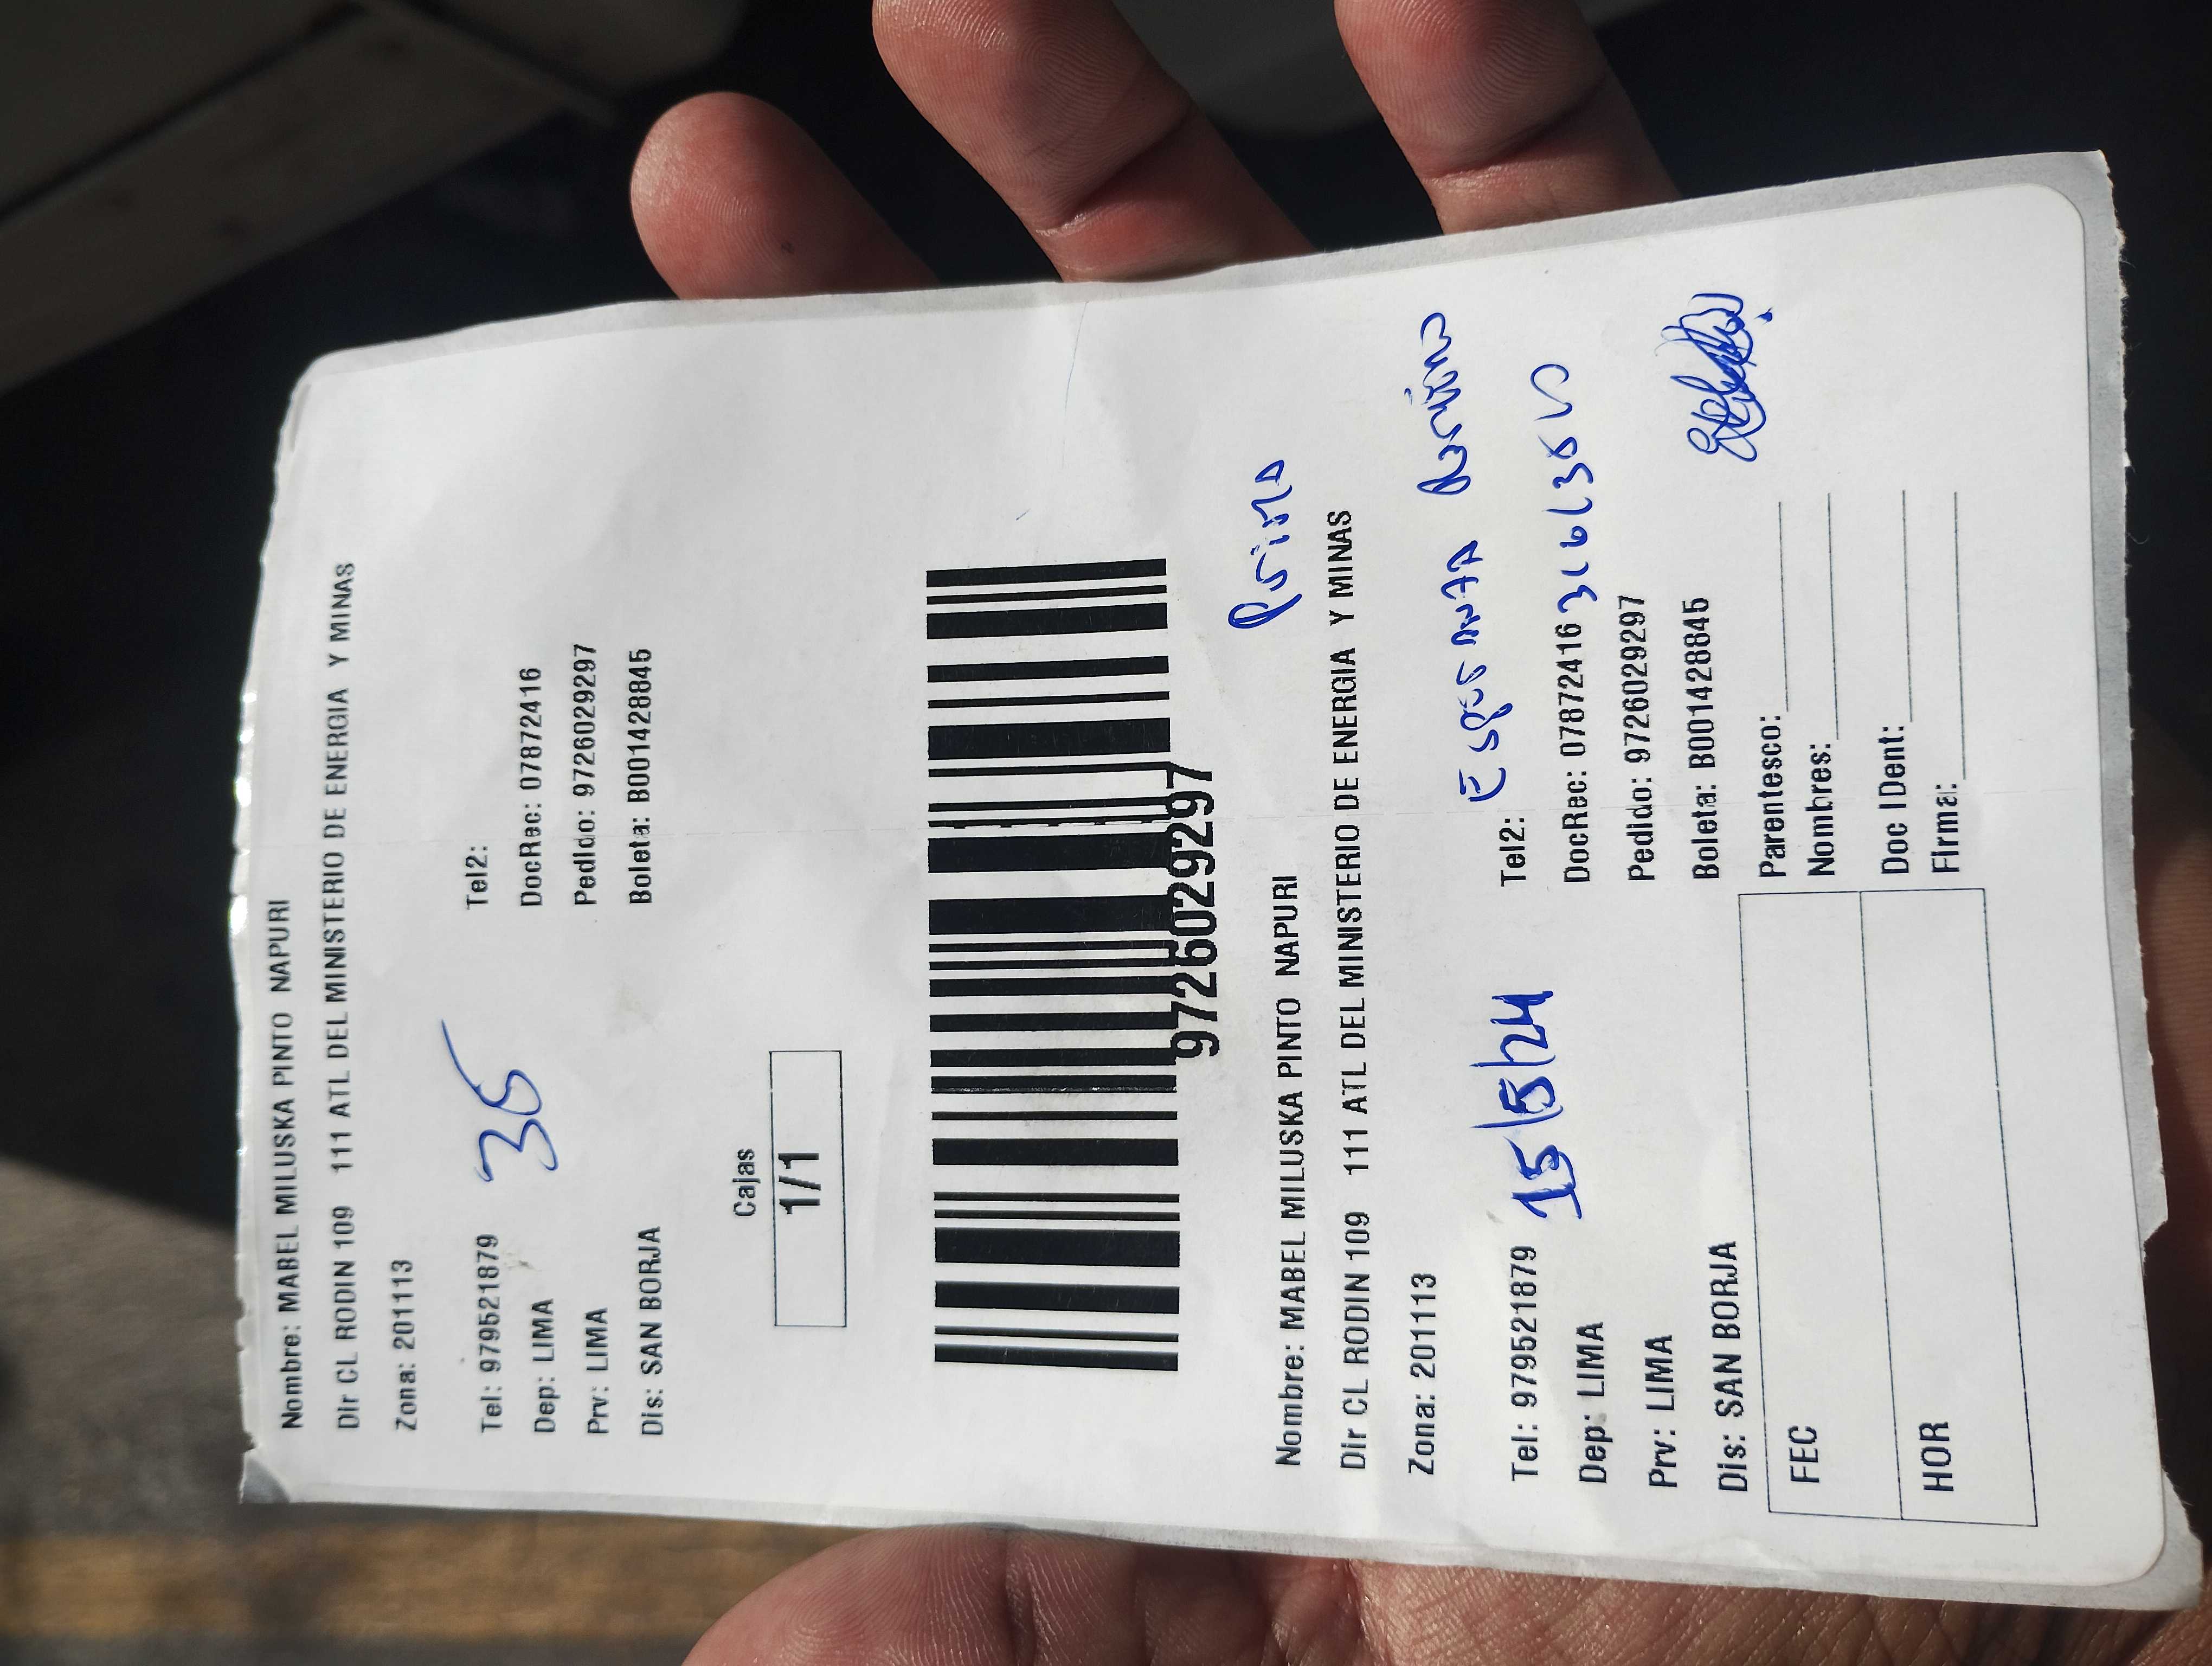 Nombre: MABEL MILUSKA PINTO NAPURI
Dir CL RODIN 109 111 ATL DEL MINISTERIO DE ENERGIA Y MINAS
Zona: 201113
Tel: 979521879 35 Tel2:
Dep: LIMA DocRec: 07872416
Prv: LIMA Pedido: 9726029297
Dis: SAN BORJA Boleta: B001428845
Cajas
1/1
9726029297
Nombre: MABEL MILUSKA PINTO NAPURI
Dir CL RODIN 109 111 ATL DEL MINISTERIO DE ENERGIA Y MINAS
Zona: 201113
Tel: 979521879 15/5/24 Tel2:
Dep: LIMA DocRec: 07872416
Prv: LIMA Pedido: 9726029297
Dis: SAN BORJA Boleta: B001428845
FEC Parentesco:
Nombres:
HOR Doc IDent:
Firma: